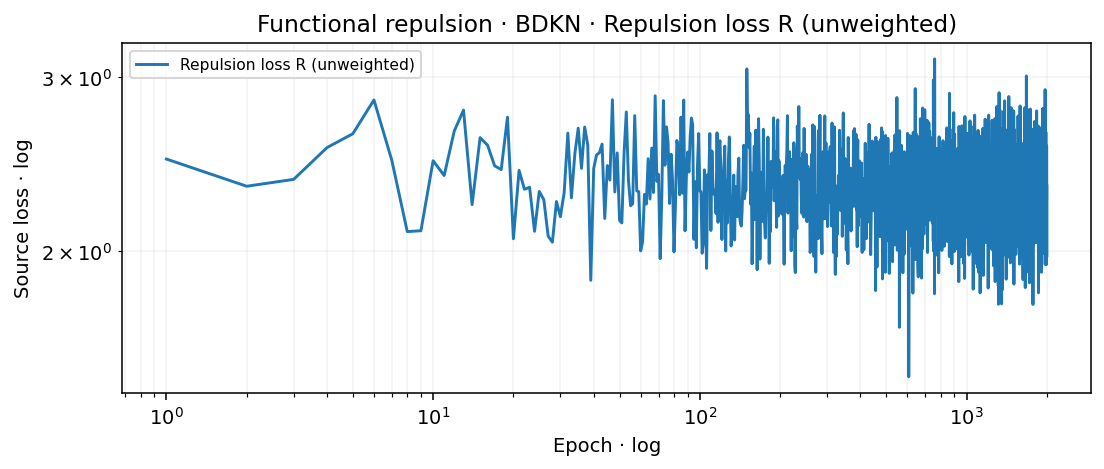 Functional repulsion · BDKN · Repulsion loss R (unweighted)
Repulsion loss R (unweighted)
3 × 10⁰
2 × 10⁰
Source loss · log
10⁰ 10¹ 10² 10³
Epoch · log